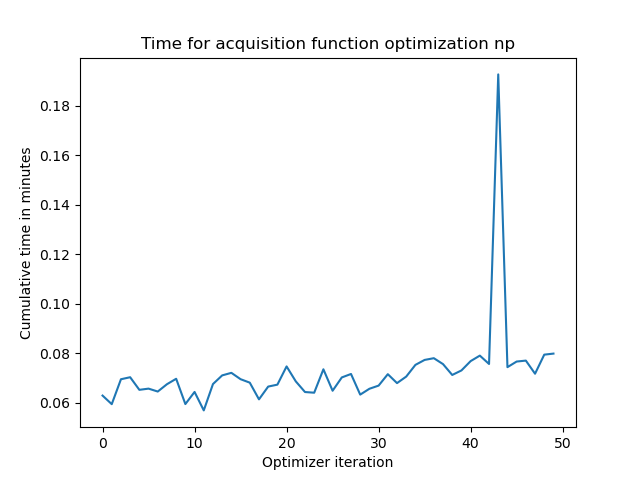 Time for acquisition function optimization np
Cumulative time in minutes
0.18
0.16
0.14
0.12
0.10
0.08
0.06
0 10 20 30 40 50
Optimizer iteration